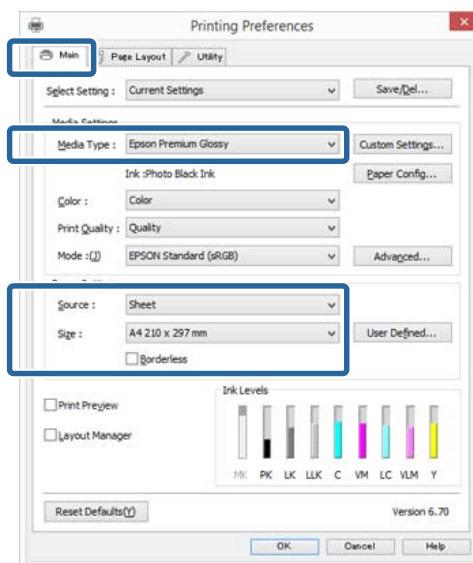 Printing Preferences
Main Page Layout Utility
Select Setting : Current Settings Save/Del...
Media Settings
Media Type : Epson Premium Glossy Custom Settings...
Ink :Photo Black Ink Paper Config...
Color : Color
Print Quality : Quality
Mode :(J) EPSON Standard (sRGB) Advanced...
Source : Sheet
Size : A4 210 x 297 mm User Defined...
Borderless
Ink Levels
Print Preview
Layout Manager
MK PK LK LLK C VM LC VLM Y
Reset Defaults(Y) Version 6.70
OK Cancel Help